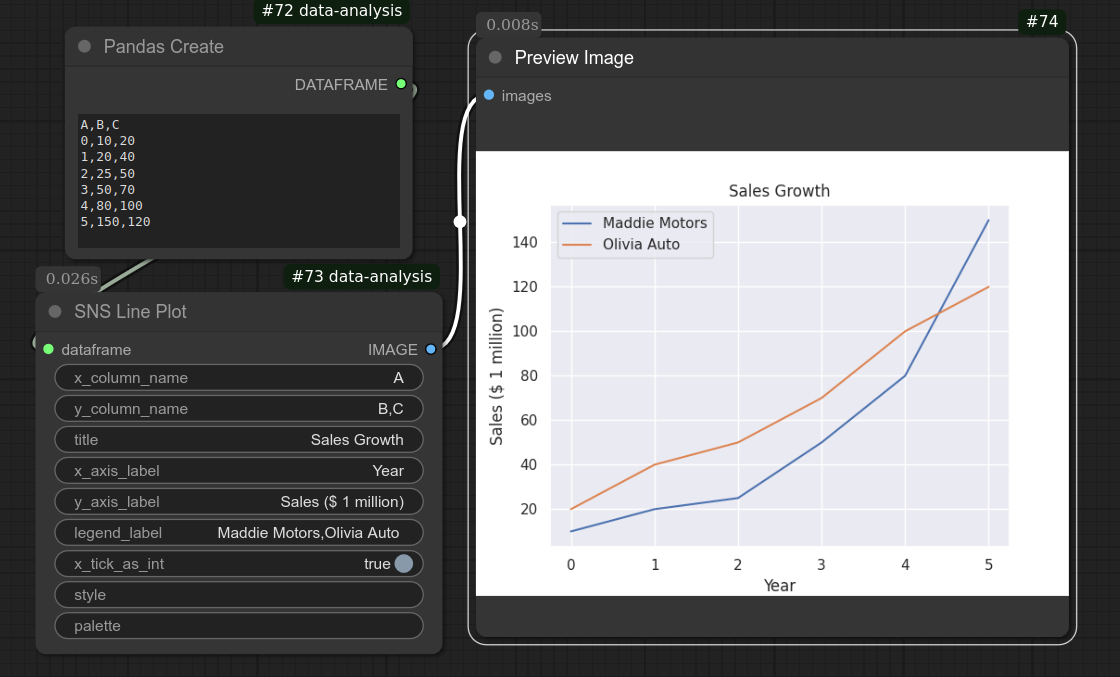 #72 data-analysis
Pandas Create
DATAFRAME
A,B,C
0,10,20
1,20,40
2,25,50
3,50,70
4,80,100
5,150,120
0.026s
#73 data-analysis
SNS Line Plot
dataframe IMAGE
x_column_name A
y_column_name B,C
title Sales Growth
x_axis_label Year
y_axis_label Sales ($ 1 million)
legend_label Maddie Motors,Olivia Auto
x_tick_as_int true
style
palette
0.008s
#74
Preview Image
images
Sales Growth
Maddie Motors
Olivia Auto
140
120
100
80
60
40
20
Sales ($ 1 million)
0 1 2 3 4 5
Year